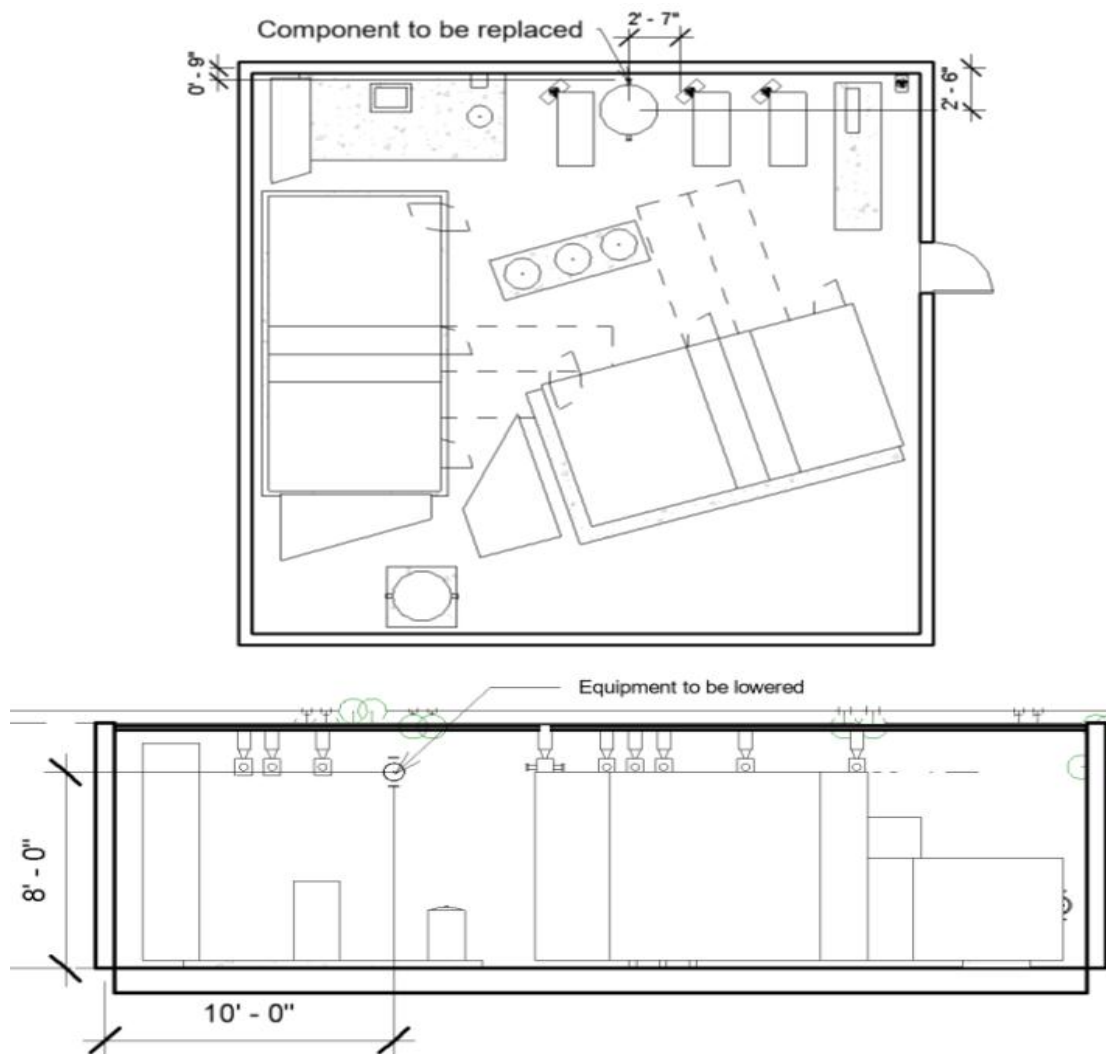 Component to be replaced
2' - 7"
0' - 9"
2' - 6"
Equipment to be lowered
8' - 0"
10' - 0"